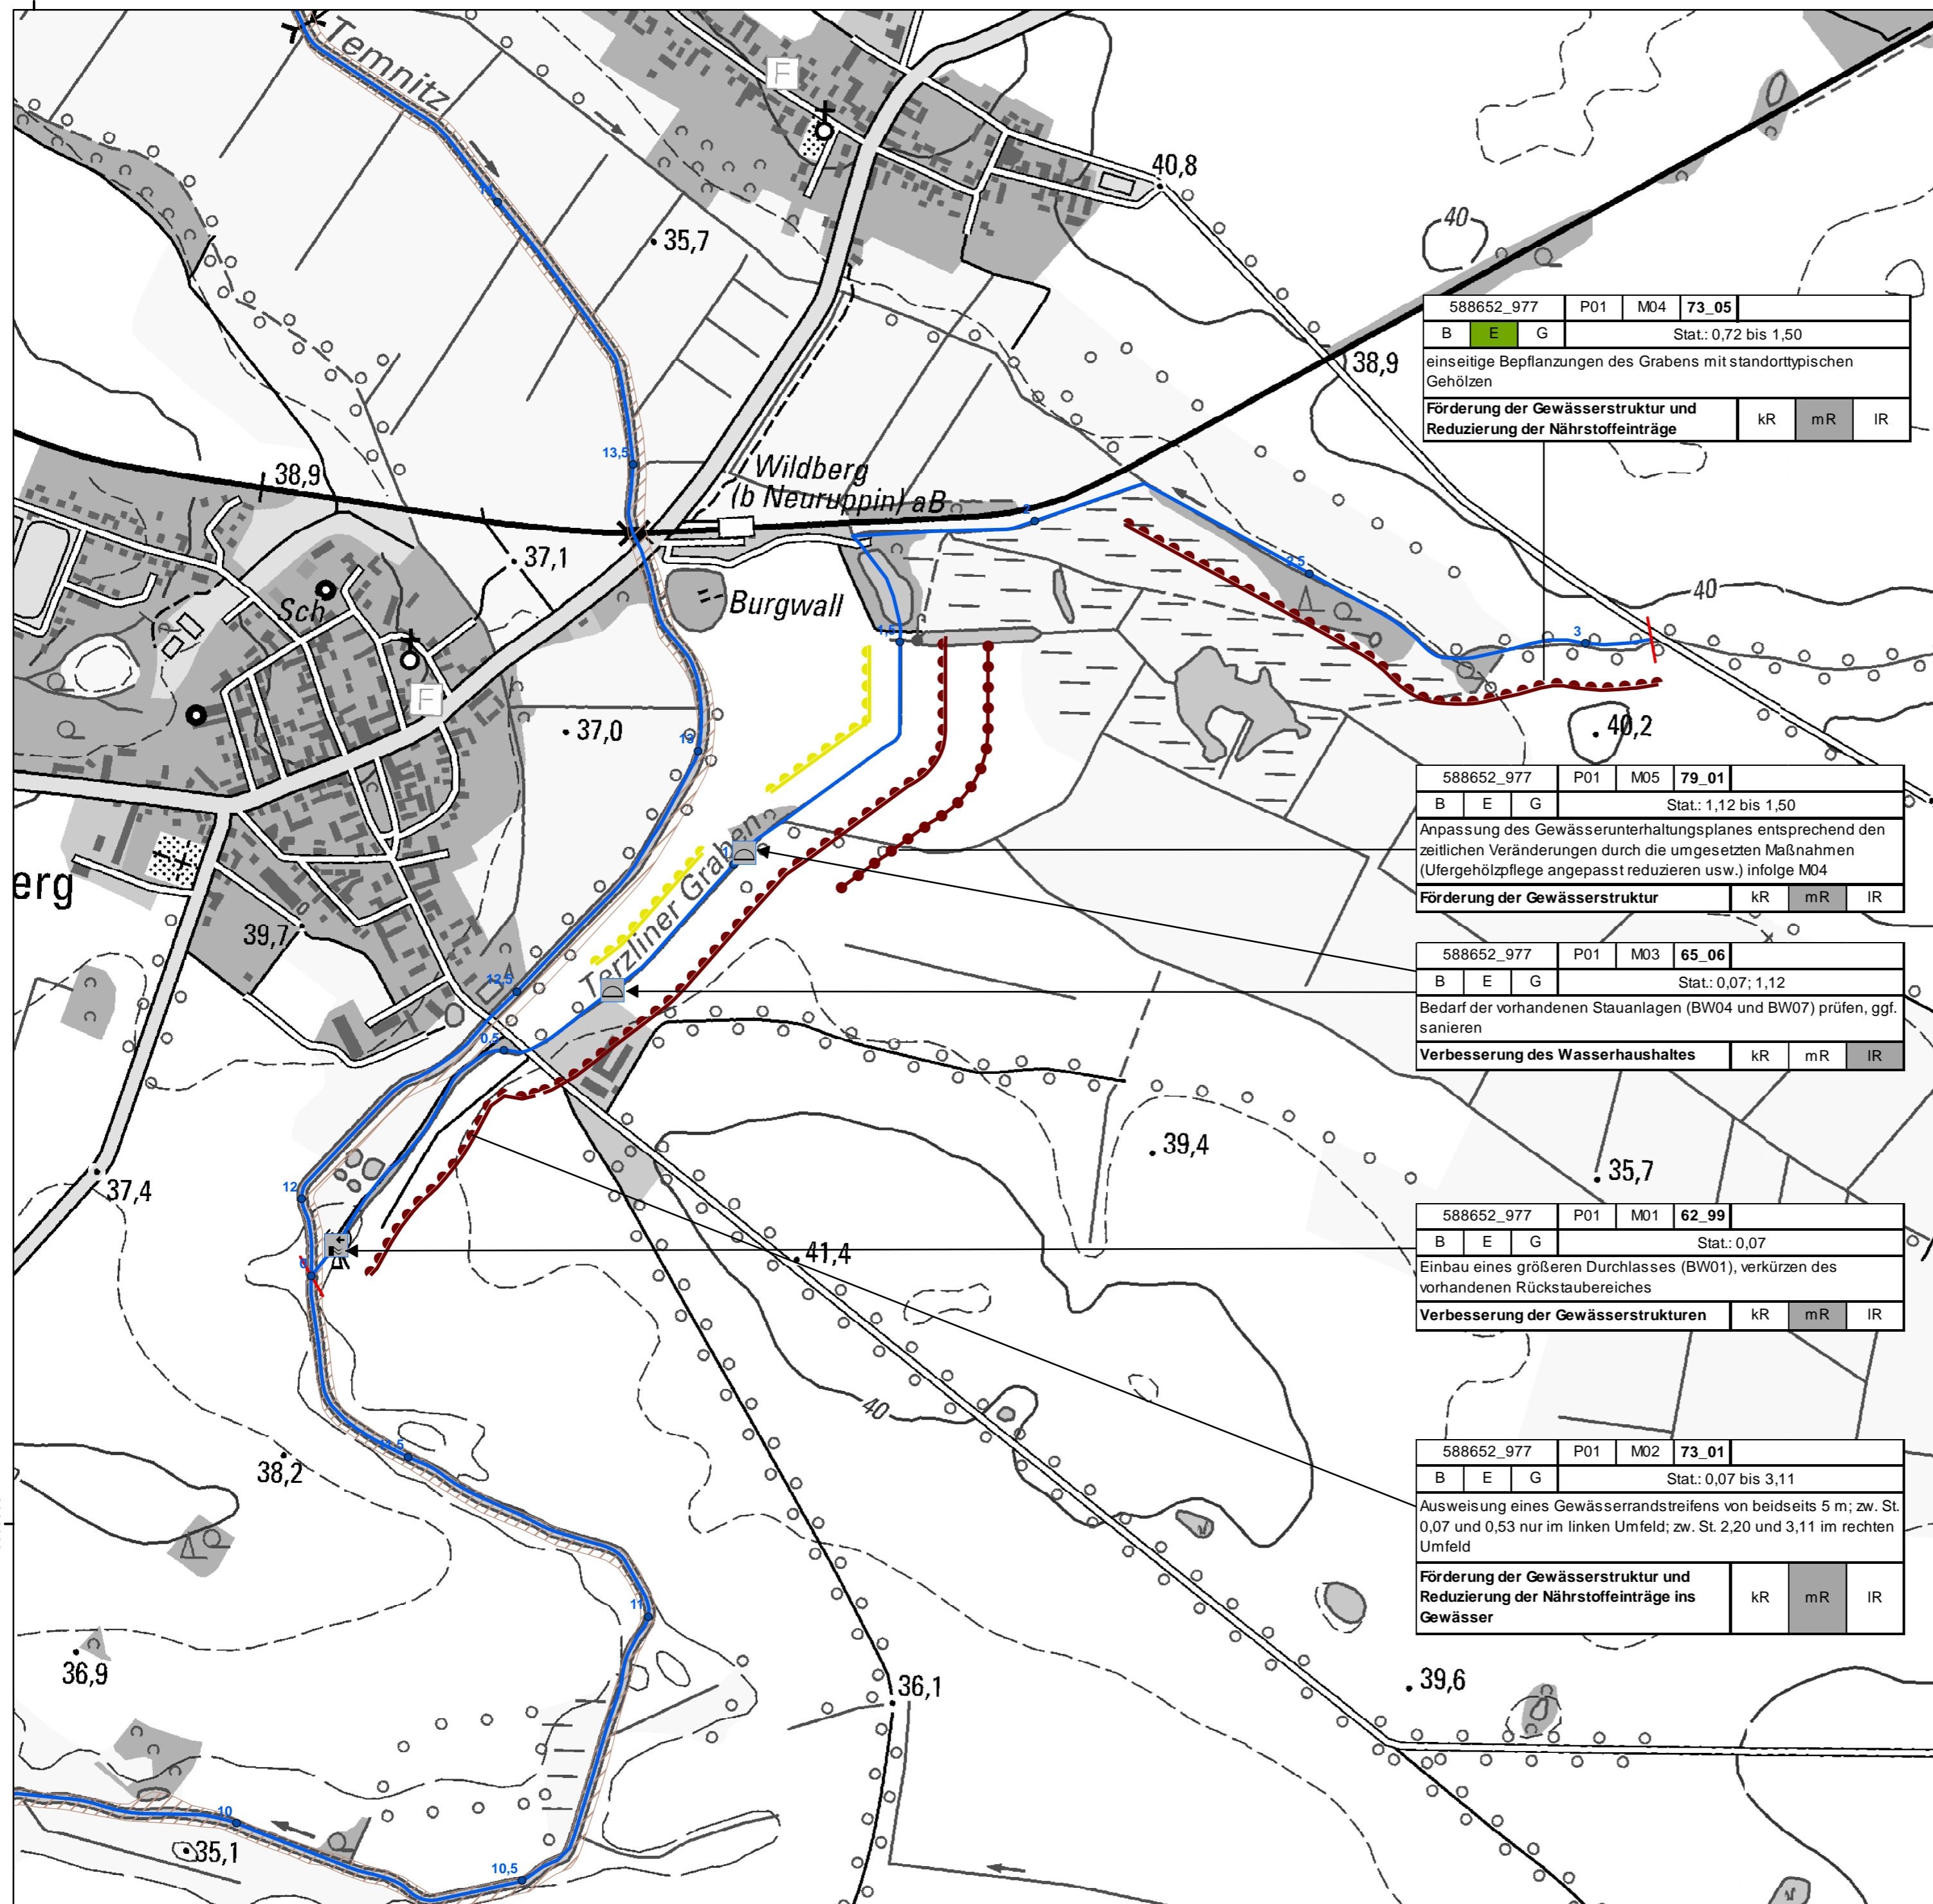 Temnitz
F
40,8
14
35,7
40
588652_977 P01 M04 73_05
B E G Stat.: 0,72 bis 1,50
einseitige Bepflanzungen des Grabens mit standorttypischen
Gehölzen
Förderung der Gewässerstruktur und
Reduzierung der Nährstoffeinträge kR mR lR
38,9
13,5
38,9
Wildberg
(b Neuruppin) aB
2
37,1
2,5
Sch
Burgwall
40
1,5
3
F
37,0
13
40,2
588652_977 P01 M05 79_01
B E G Stat.: 1,12 bis 1,50
Anpassung des Gewässerunterhaltungsplanes entsprechend den
zeitlichen Veränderungen durch die umgesetzten Maßnahmen
(Ufergehölzpflege angepasst reduzieren usw.) infolge M04
Förderung der Gewässerstruktur kR mR lR
1
Terzliner Graben
erg
39,7
12,5
588652_977 P01 M03 65_06
B E G Stat.: 0,07; 1,12
Bedarf der vorhandenen Stauanlagen (BW04 und BW07) prüfen, ggf.
sanieren
Verbesserung des Wasserhaushaltes kR mR lR
0,5
39,4
35,7
37,4
12
588652_977 P01 M01 62_99
B E G Stat.: 0,07
Einbau eines größeren Durchlasses (BW01), verkürzen des
vorhandenen Rückstaubereiches
Verbesserung der Gewässerstrukturen kR mR lR
41,4
0
40
11,5
38,2
588652_977 P01 M02 73_01
B E G Stat.: 0,07 bis 3,11
Ausweisung eines Gewässerrandstreifens von beidseits 5 m; zw. St.
0,07 und 0,53 nur im linken Umfeld; zw. St. 2,20 und 3,11 im rechten
Umfeld
Förderung der Gewässerstruktur und
Reduzierung der Nährstoffeinträge ins
Gewässer kR mR lR
11
36,9
36,1
39,6
10
35,1
10,5